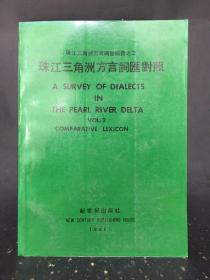 珠江三角洲方言調查報告之二
珠江三角洲方言詞匯對照
A SURVEY OF DIALECTS
IN
THE PEARL RIVER DELTA
VOL.2
COMPARATIVE LEXICON
新世紀出版社
NEW CENTURY PUBLISHING HOUSE